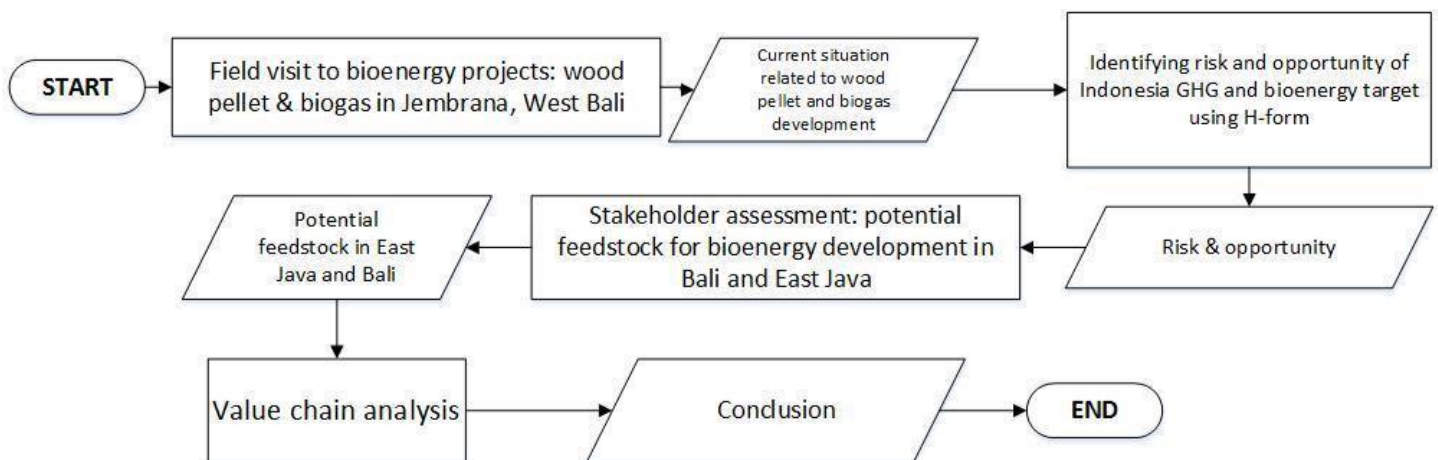 START
Field visit to bioenergy projects: wood
pellet & biogas in Jembrana, West Bali
Current situation
related to wood
pellet and biogas
development
Identifying risk and opportunity of
Indonesia GHG and bioenergy target
using H-form
Risk & opportunity
Stakeholder assessment: potential
feedstock for bioenergy development in
Bali and East Java
Potential
feedstock in East
Java and Bali
Value chain analysis
Conclusion
END